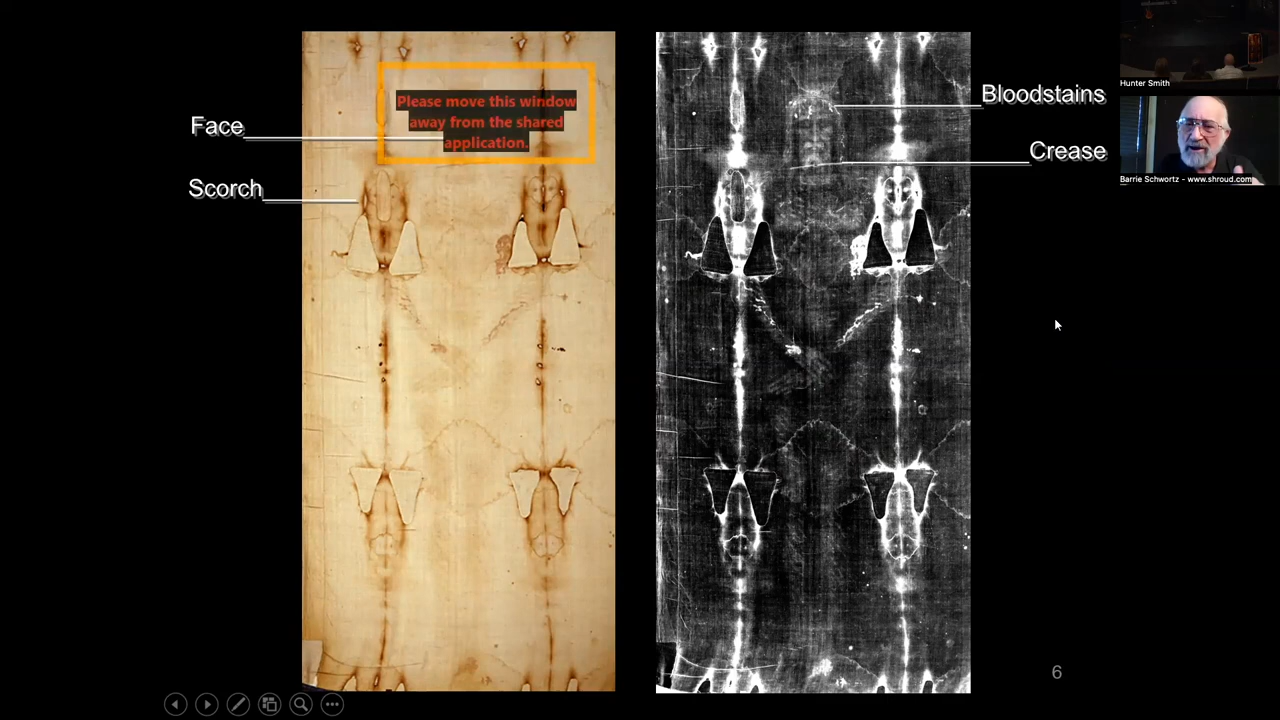 Hunter Smith
Bloodstains
Please move this window
away from the shared
application.
Face
Crease
Barrie Schwortz - www.shroud.com
Scorch
6